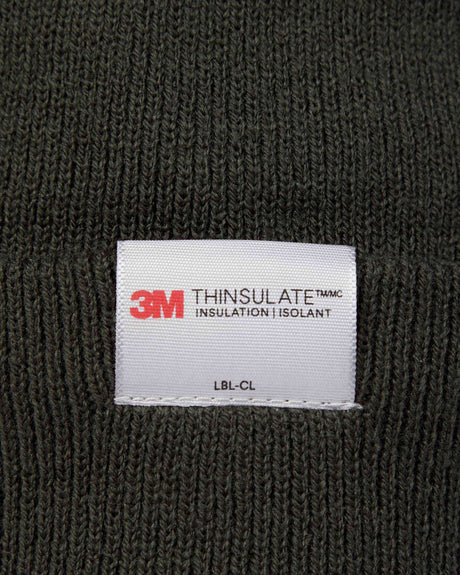 3M THINSULATE™/MC
INSULATION | ISOLANT
LBL-CL